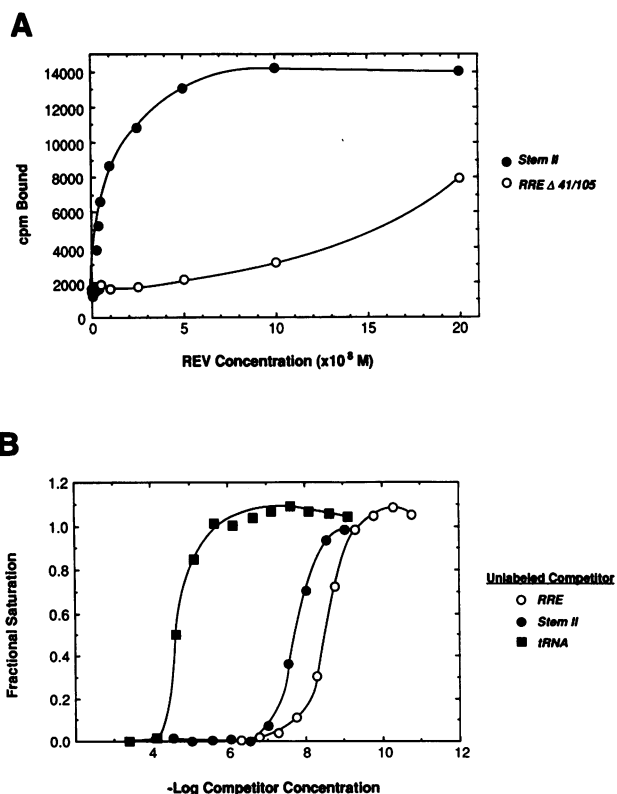 A
14000
12000
10000
8000
6000
4000
2000
0
cpm Bound
0 5 10 15 20
REV Concentration (x10⁸ M)
Stem II
RRE Δ 41/105
B
1.2
1.0
0.8
0.6
0.4
0.2
0.0
Fractional Saturation
4 6 8 10 12
-Log Competitor Concentration
Unlabeled Competitor
RRE
Stem II
tRNA